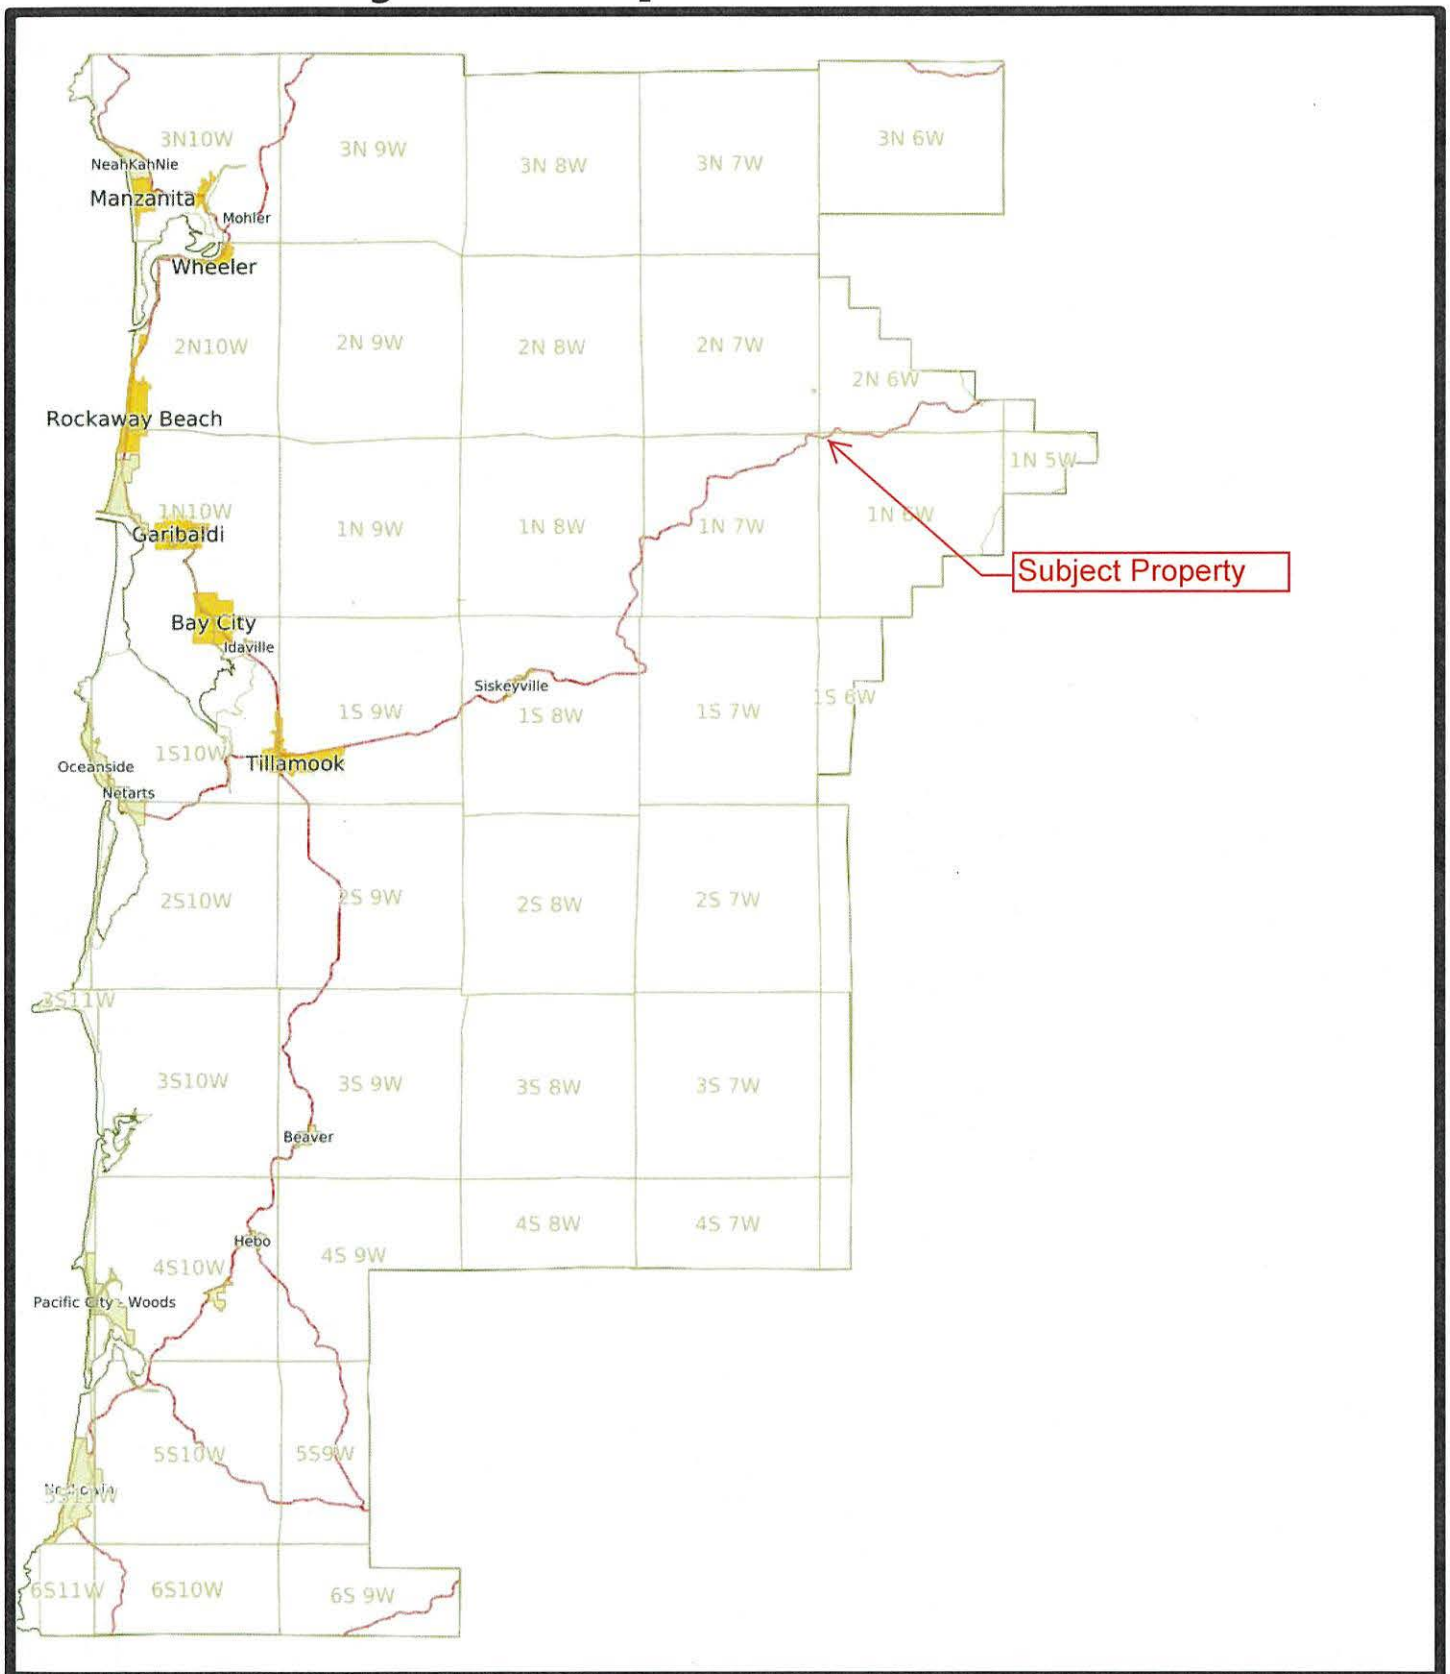 3N10W
3N 9W
3N 8W
3N 7W
3N 6W
NeahKahNie
Manzanita
Mohler
Wheeler
2N10W
2N 9W
2N 8W
2N 7W
2N 6W
Rockaway Beach
1N 5W
1N10W
1N 9W
1N 8W
1N 7W
1N 6W
Garibaldi
Subject Property
Bay City
Idaville
Siskeyville
1S 9W
1S 8W
1S 7W
1S 6W
1S10W
Tillamook
Oceanside
Netarts
2S10W
2S 9W
2S 8W
2S 7W
3S11W
3S10W
3S 9W
3S 8W
3S 7W
Beaver
4S 8W
4S 7W
Hebo
4S 9W
4S10W
Pacific City - Woods
5S10W
5S9W
5S11W
6S11W
6S10W
6S 9W